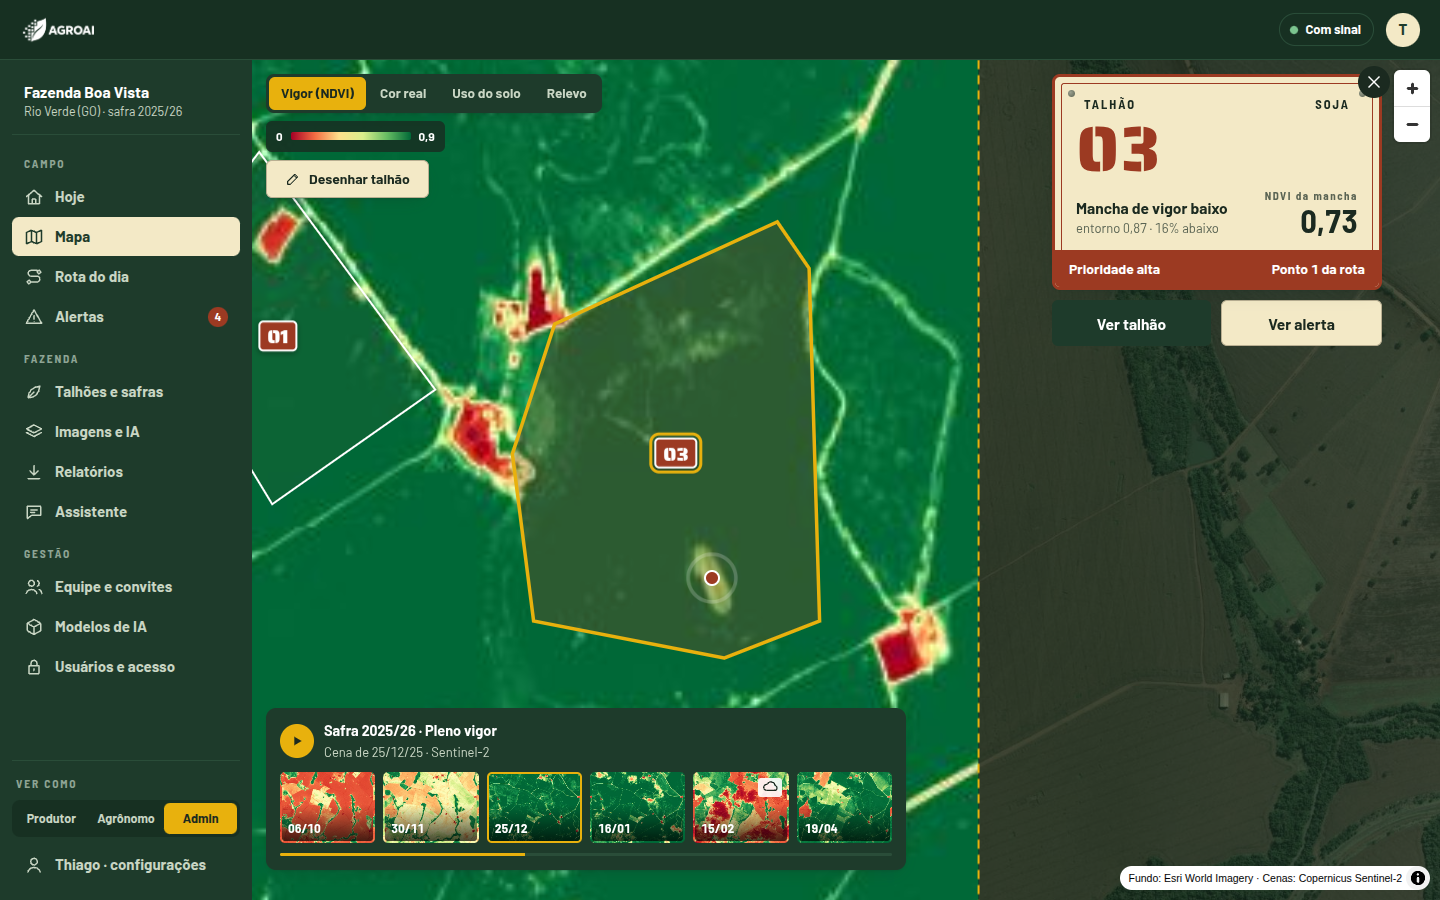 AGROAI
Com sinal
T
Fazenda Boa Vista
Rio Verde (GO) · safra 2025/26
CAMPO
Hoje
Mapa
Rota do dia
Alertas
4
FAZENDA
Talhões e safras
Imagens e IA
Relatórios
Assistente
GESTÃO
Equipe e convites
Modelos de IA
Usuários e acesso
VER COMO
Produtor
Agrônomo
Admin
Thiago · configurações
Vigor (NDVI)
Cor real
Uso do solo
Relevo
0
0,9
Desenhar talhão
01
03
Safra 2025/26 · Pleno vigor
Cena de 25/12/25 · Sentinel-2
06/10
30/11
25/12
16/01
15/02
19/04
TALHÃO
SOJA
03
NDVI da mancha
Mancha de vigor baixo
0,73
entorno 0,87 · 16% abaixo
Prioridade alta
Ponto 1 da rota
Ver talhão
Ver alerta
+
−
Fundo: Esri World Imagery · Cenas: Copernicus Sentinel-2